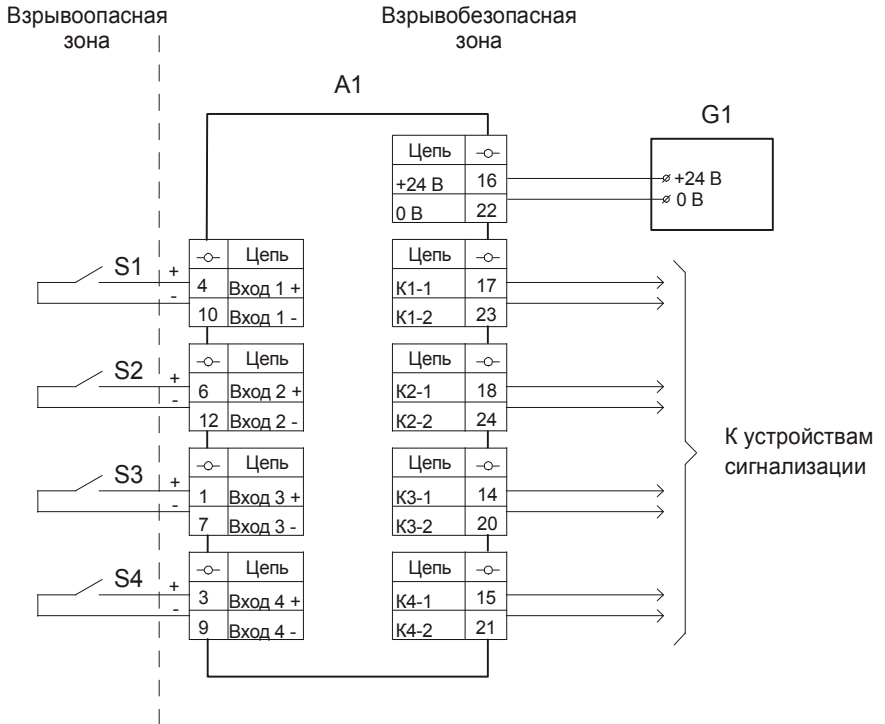 Взрывоопасная
зона
Взрывобезопасная
зона
A1
G1
Цепь
+24 В 16
0 В 22
+24 В
0 В
S1
+
-
Цепь
4 Вход 1 +
10 Вход 1 -
Цепь
К1-1 17
К1-2 23
S2
+
-
Цепь
6 Вход 2 +
12 Вход 2 -
Цепь
К2-1 18
К2-2 24
S3
+
-
Цепь
1 Вход 3 +
7 Вход 3 -
Цепь
К3-1 14
К3-2 20
S4
+
-
Цепь
3 Вход 4 +
9 Вход 4 -
Цепь
К4-1 15
К4-2 21
К устройствам
сигнализации